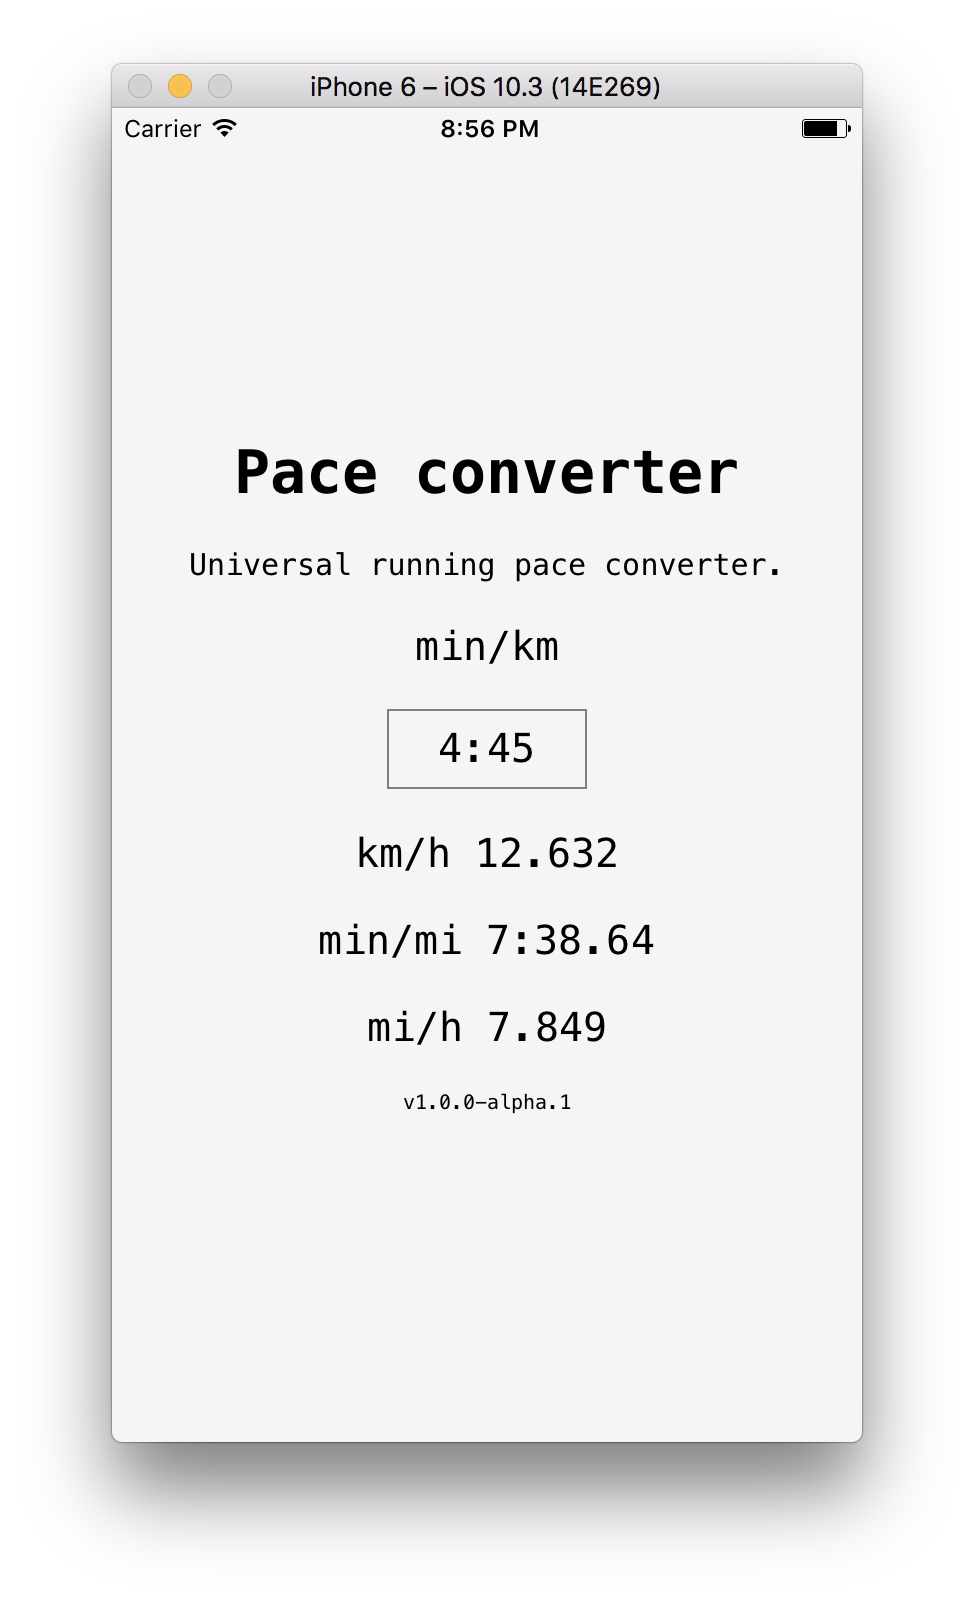 iPhone 6 – iOS 10.3 (14E269)
Carrier 8:56 PM
Pace converter
Universal running pace converter.
min/km
4:45
km/h 12.632
min/mi 7:38.64
mi/h 7.849
v1.0.0-alpha.1